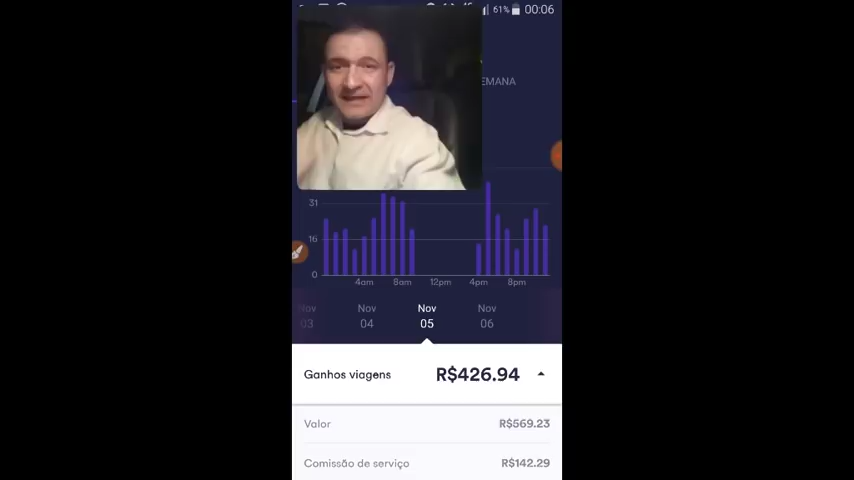 61% 00:06
EMANA
31
16
0
4am 8am 12pm 4pm 8pm
Nov Nov Nov Nov
03 04 05 06
Ganhos viagens R$426.94
Valor R$569.23
Comissão de serviço R$142.29